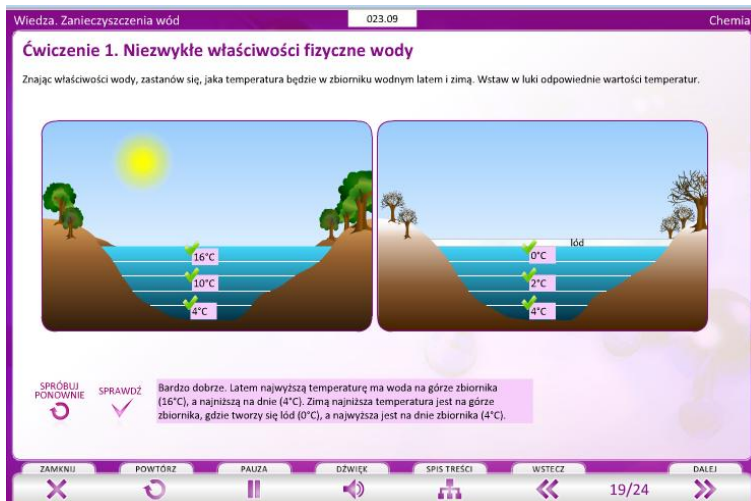 Wiedza. Zanieczyszczenia wód
023.09
Chemia
Ćwiczenie 1. Niezwykłe właściwości fizyczne wody
Znając właściwości wody, zastanów się, jaka temperatura będzie w zbiorniku wodnym latem i zimą. Wstaw w luki odpowiednie wartości temperatur.
16°C
10°C
4°C
lód
0°C
2°C
4°C
SPRÓBUJ
PONOWNIE
SPRAWDŹ
Bardzo dobrze. Latem najwyższą temperaturę ma woda na górze zbiornika
(16°C), a najniższą na dnie (4°C). Zimą najniższa temperatura jest na górze
zbiornika, gdzie tworzy się lód (0°C), a najwyższa jest na dnie zbiornika (4°C).
ZAMKNIJ
POWTÓRZ
PAUZA
DŹWIĘK
SPIS TREŚCI
WSTECZ
19/24
DALEJ